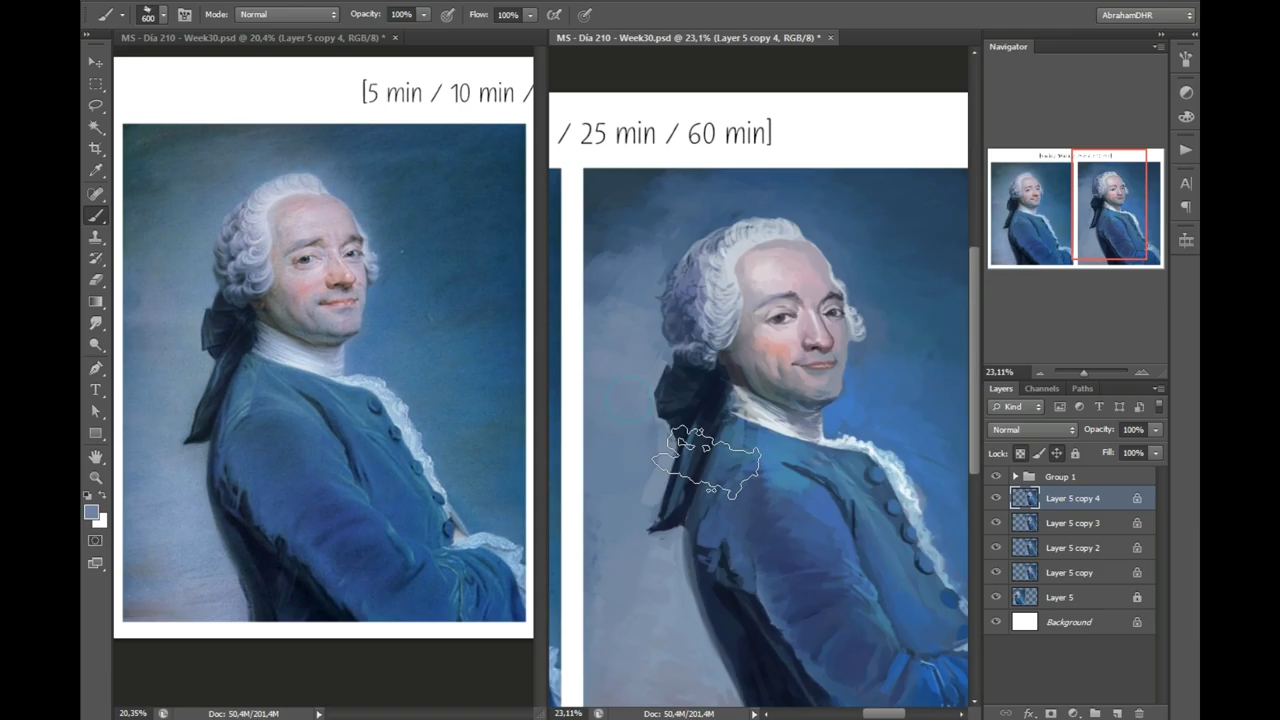 600 Mode: Normal Opacity: 100% Flow: 100% AbrahamDHR
MS - Día 210 - Week30.psd @ 20,4% (Layer 5 copy 4, RGB/8) * ×
MS - Día 210 - Week30.psd @ 23,1% (Layer 5 copy 4, RGB/8) * ×
Navigator
[5 min / 10 min /
/ 25 min / 60 min]
23,11%
Layers Channels Paths
Kind
Normal Opacity: 100%
Lock: Fill: 100%
Group 1
Layer 5 copy 4
Layer 5 copy 3
Layer 5 copy 2
Layer 5 copy
Layer 5
Background
20,35% Doc: 50,4M/201,4M
23,11% Doc: 50,4M/201,4M